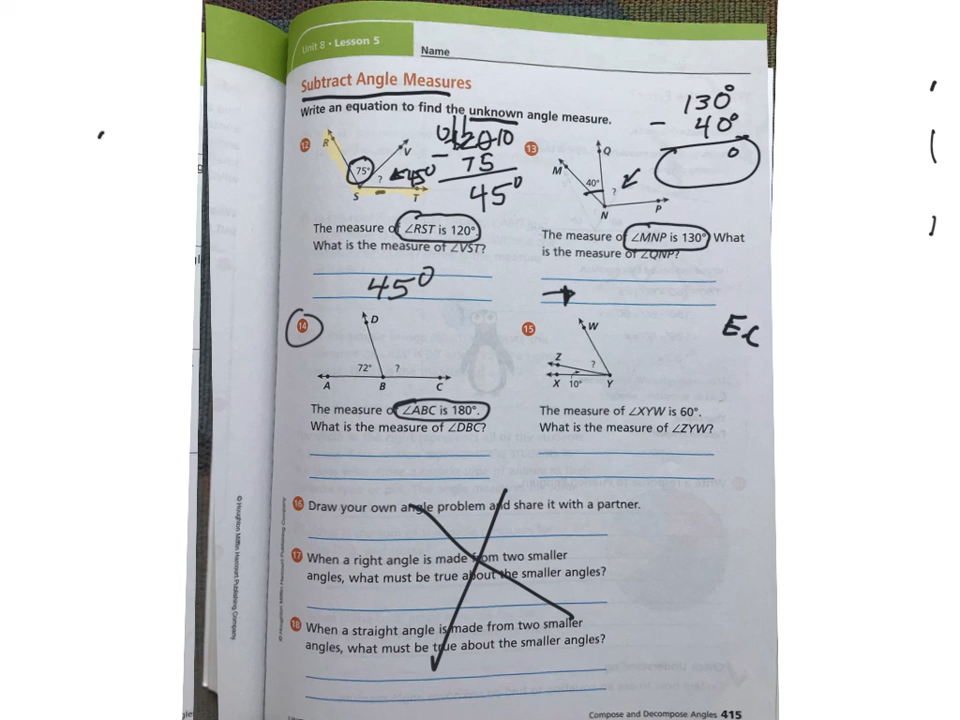 Unit 8 • Lesson 5
Name
Subtract Angle Measures
Write an equation to find the unknown angle measure.
130°
- 40°
0
12
R
V
75°
?
45°
S
T
120 10
- 75
45°
13
M
Q
40°
?
N
P
The measure of ∠RST is 120°.
What is the measure of ∠VST?
45°
The measure of ∠MNP is 130°. What
is the measure of ∠QNP?
14
D
72°
?
A
B
C
The measure of ∠ABC is 180°.
What is the measure of ∠DBC?
15
W
Z
?
X
10°
Y
The measure of ∠XYW is 60°.
What is the measure of ∠ZYW?
16 Draw your own angle problem and share it with a partner.
17 When a right angle is made from two smaller
angles, what must be true about the smaller angles?
18 When a straight angle is made from two smaller
angles, what must be true about the smaller angles?
© Houghton Mifflin Harcourt Publishing Company
© Houghton Mifflin Harcourt Publishing Company
Compose and Decompose Angles 415